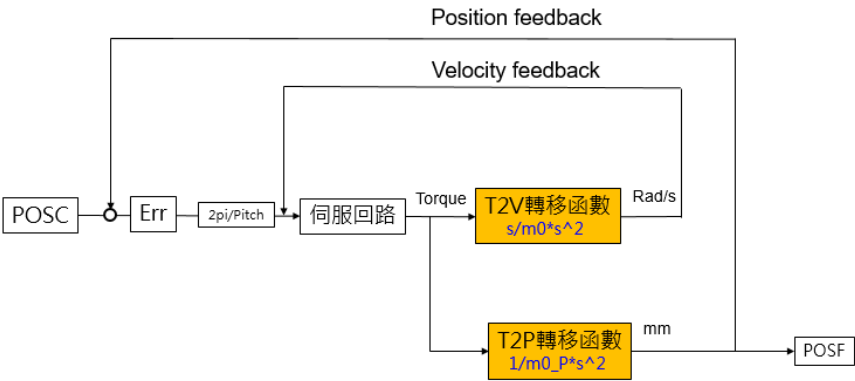 Position feedback
Velocity feedback
POSC
Err
2pi/Pitch
伺服回路
Torque
T2V轉移函數
s/m0*s^2
Rad/s
T2P轉移函數
1/m0_P*s^2
mm
POSF